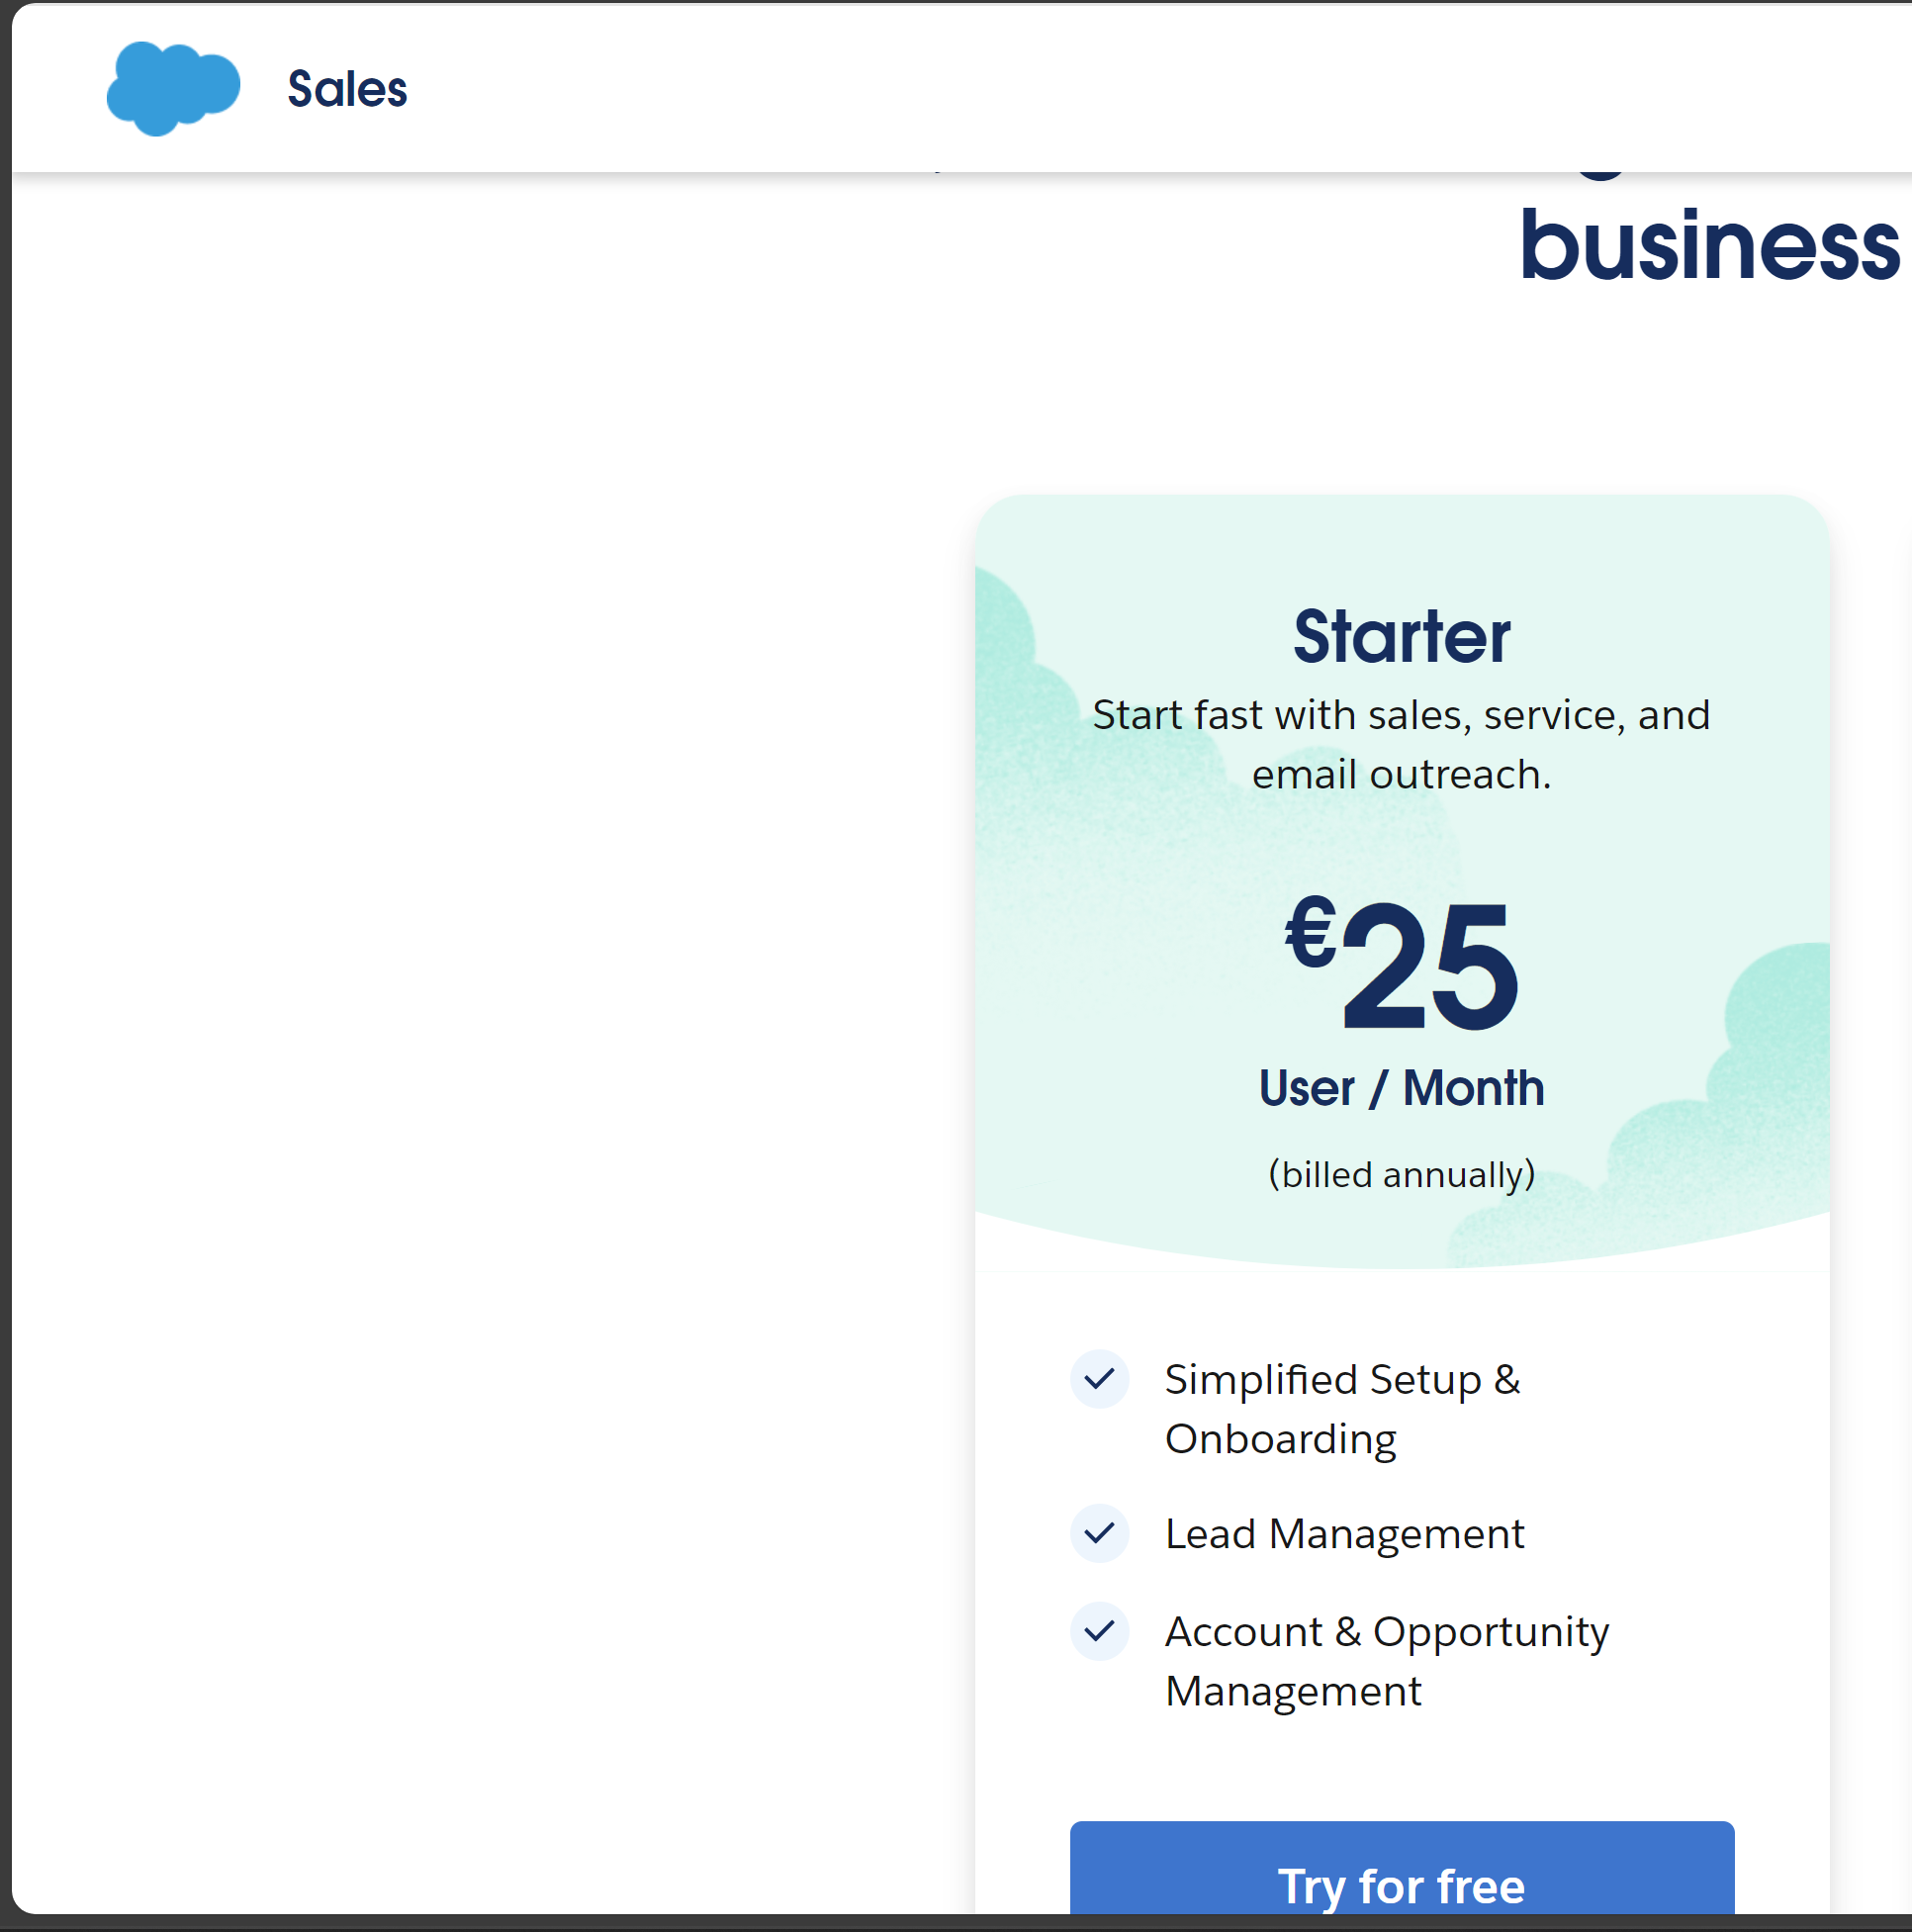 Sales
business
Starter
Start fast with sales, service, and
email outreach.
€25
User / Month
(billed annually)
Simplified Setup &
Onboarding
Lead Management
Account & Opportunity
Management
Try for free